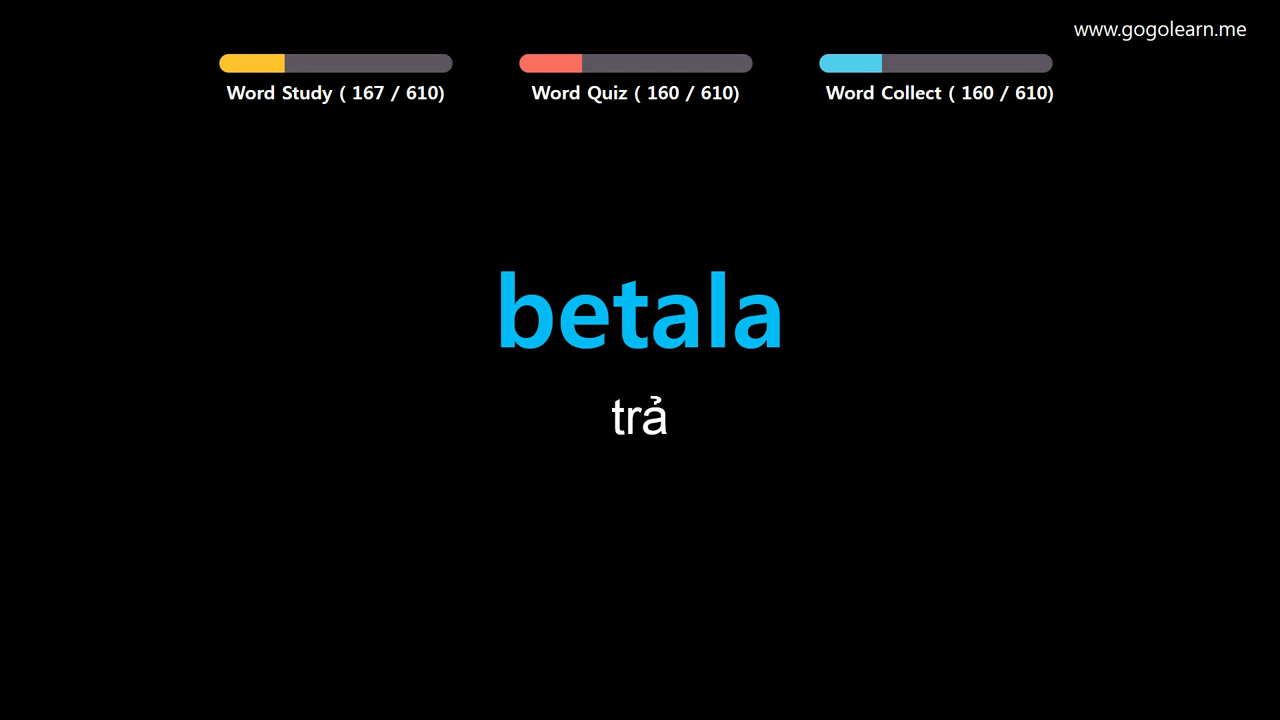 www.gogolearn.me
Word Study ( 167 / 610)
Word Quiz ( 160 / 610)
Word Collect ( 160 / 610)
betala
trả